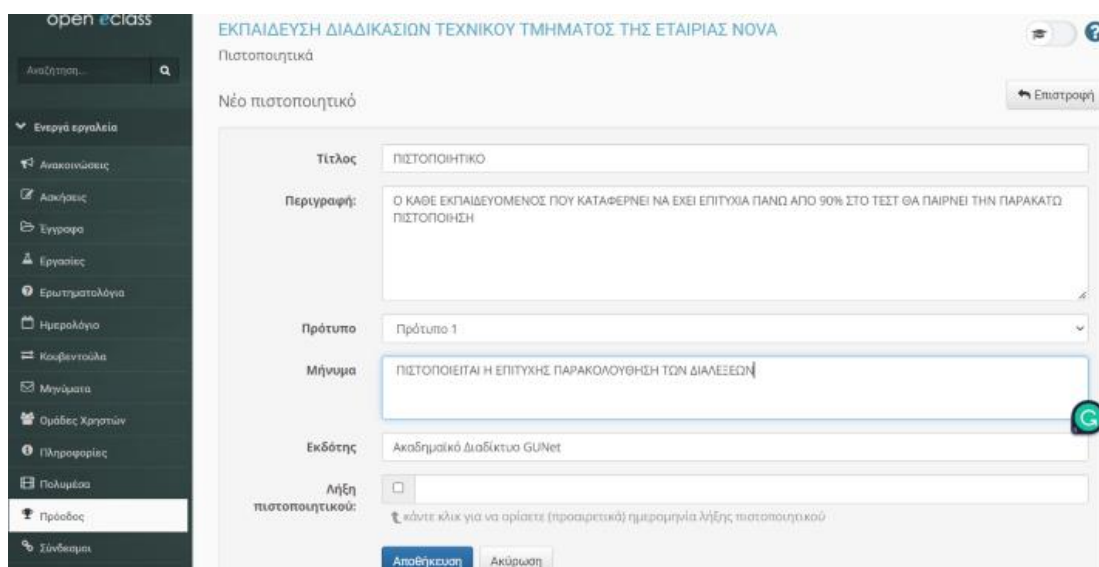 open eclass
Αναζήτηση...
Ενεργά εργαλεία
Ανακοινώσεις
Ασκήσεις
Έγγραφα
Εργασίες
Ερωτηματολόγια
Ημερολόγιο
Κουβεντούλα
Μηνύματα
Ομάδες Χρηστών
Πληροφορίες
Πολυμέσα
Πρόοδος
Σύνδεσμοι
ΕΚΠΑΙΔΕΥΣΗ ΔΙΑΔΙΚΑΣΙΩΝ ΤΕΧΝΙΚΟΥ ΤΜΗΜΑΤΟΣ ΤΗΣ ΕΤΑΙΡΙΑΣ NOVA
Πιστοποιητικά
Νέο πιστοποιητικό
Επιστροφή
Τίτλος ΠΙΣΤΟΠΟΙΗΤΙΚΟ
Περιγραφή: Ο ΚΑΘΕ ΕΚΠΑΙΔΕΥΟΜΕΝΟΣ ΠΟΥ ΚΑΤΑΦΕΡΝΕΙ ΝΑ ΕΧΕΙ ΕΠΙΤΥΧΙΑ ΠΑΝΩ ΑΠΟ 90% ΣΤΟ ΤΕΣΤ ΘΑ ΠΑΙΡΝΕΙ ΤΗΝ ΠΑΡΑΚΑΤΩ
ΠΙΣΤΟΠΟΙΗΣΗ
Πρότυπο Πρότυπο 1
Μήνυμα ΠΙΣΤΟΠΟΙΕΙΤΑΙ Η ΕΠΙΤΥΧΗΣ ΠΑΡΑΚΟΛΟΥΘΗΣΗ ΤΩΝ ΔΙΑΛΕΞΕΩΝ
Εκδότης Ακαδημαϊκό Διαδίκτυο GUNet
Λήξη
πιστοποιητικού:
κάντε κλικ για να ορίσετε (προαιρετικά) ημερομηνία λήξης πιστοποιητικού
Αποθήκευση Ακύρωση